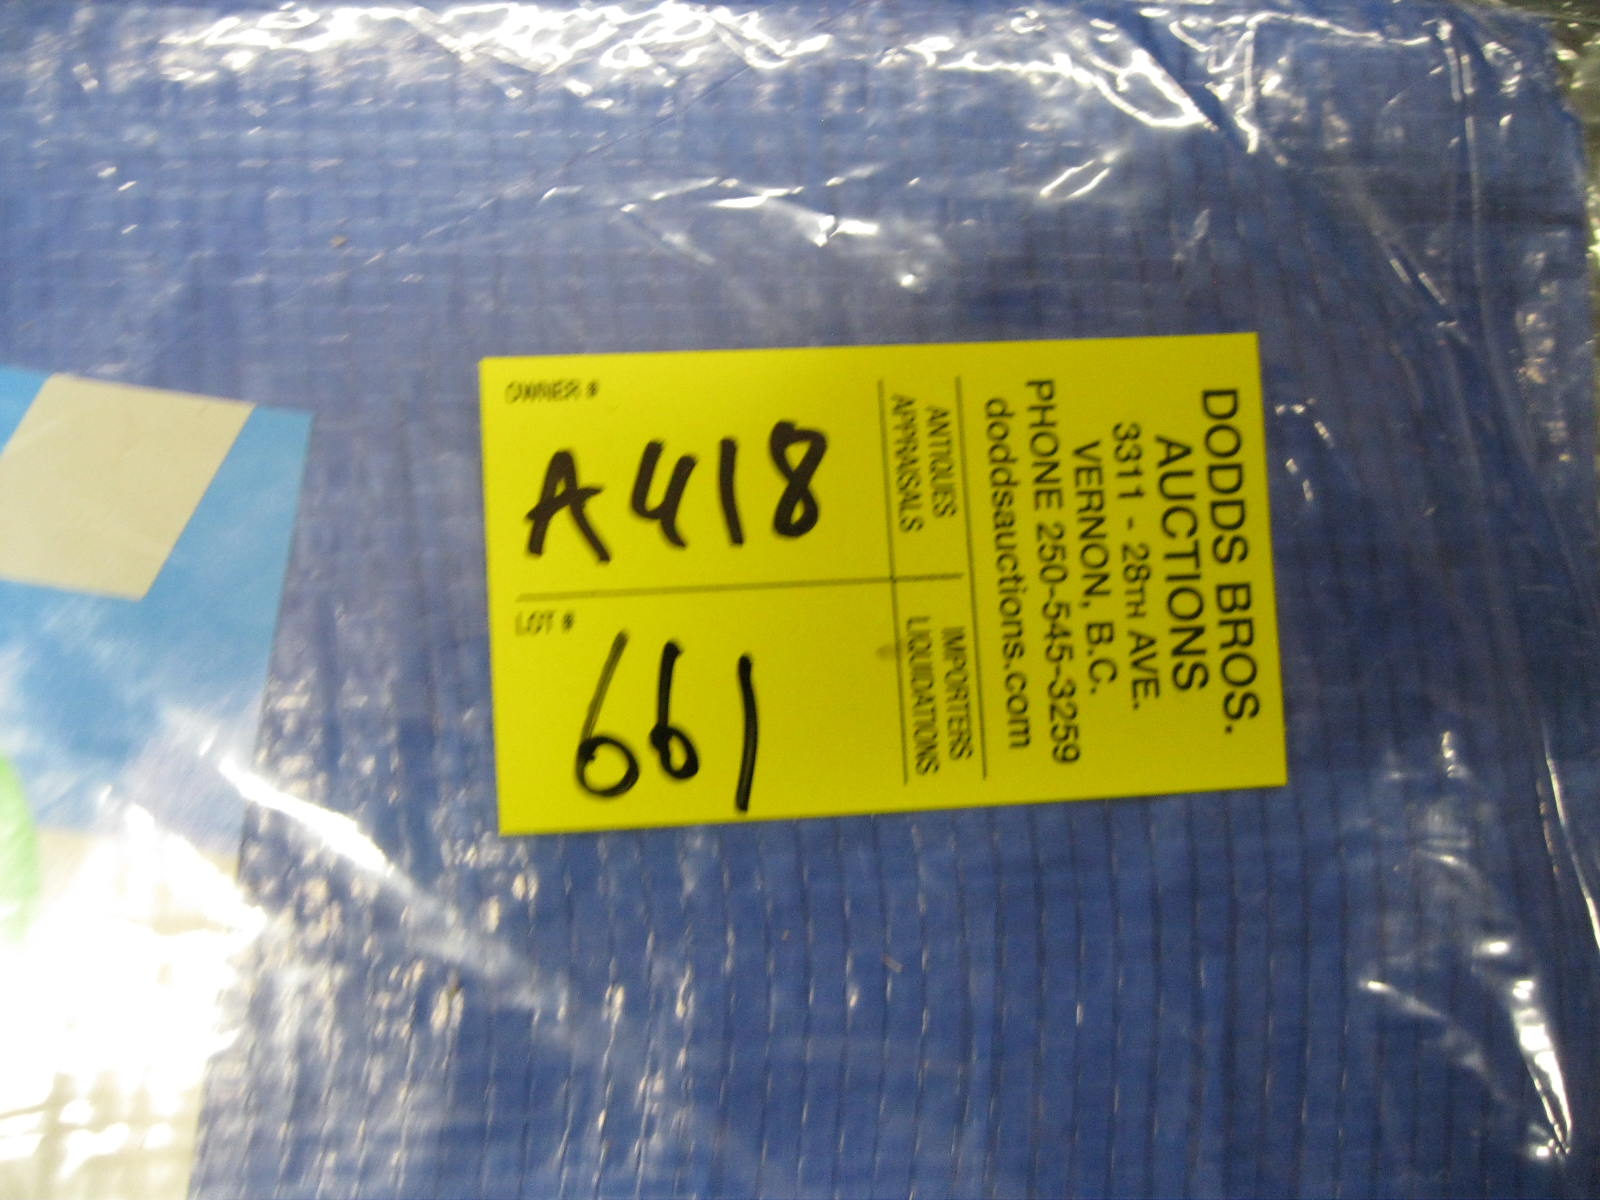 DODDS BROS.
AUCTIONS
3311 - 28TH AVE.
VERNON, B.C.
PHONE 250-545-3259
doddsauctions.com
ANTIQUES IMPORTERS
APPRAISALS LIQUIDATIONS
OWNER #
A418
LOT #
661